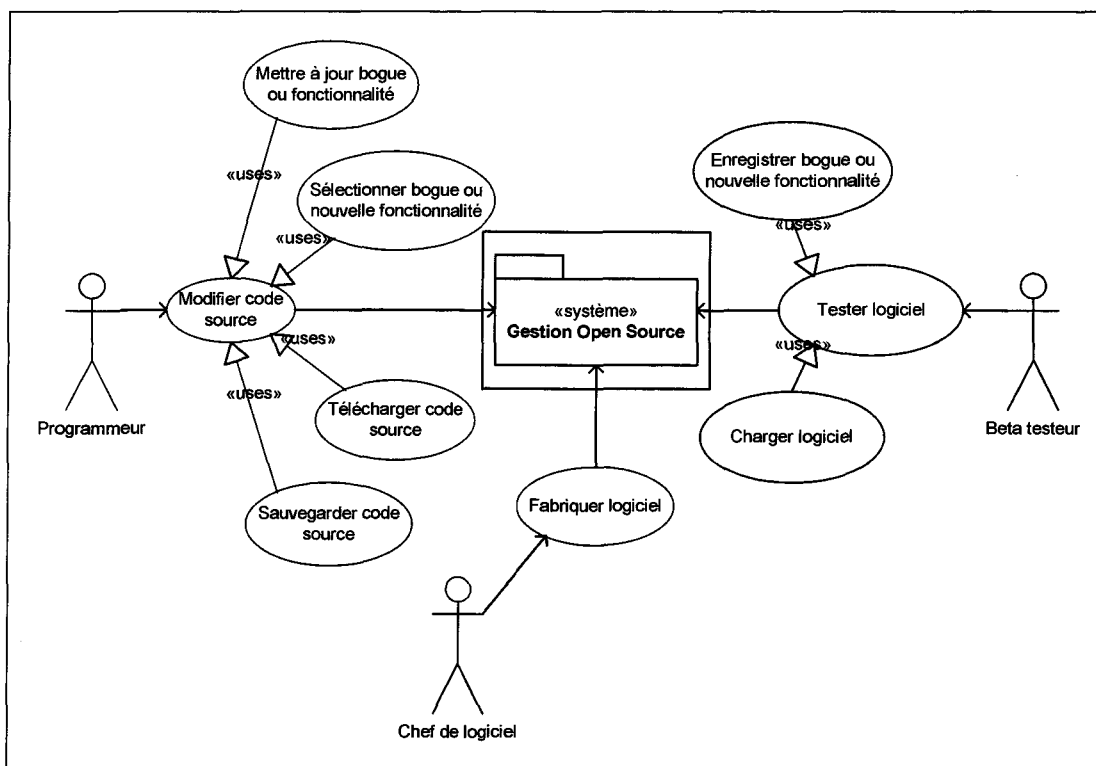 Mettre à jour bogue
ou fonctionnalité
«uses»
Sélectionner bogue ou
nouvelle fonctionnalité
«uses»
Enregistrer bogue ou
nouvelle fonctionnalité
«uses»
Modifier code
source
«système»
Gestion Open Source
Tester logiciel
«uses»
«uses»
«uses»
Télécharger code
source
Programmeur
Charger logiciel
Beta testeur
Sauvegarder code
source
Fabriquer logiciel
Chef de logiciel